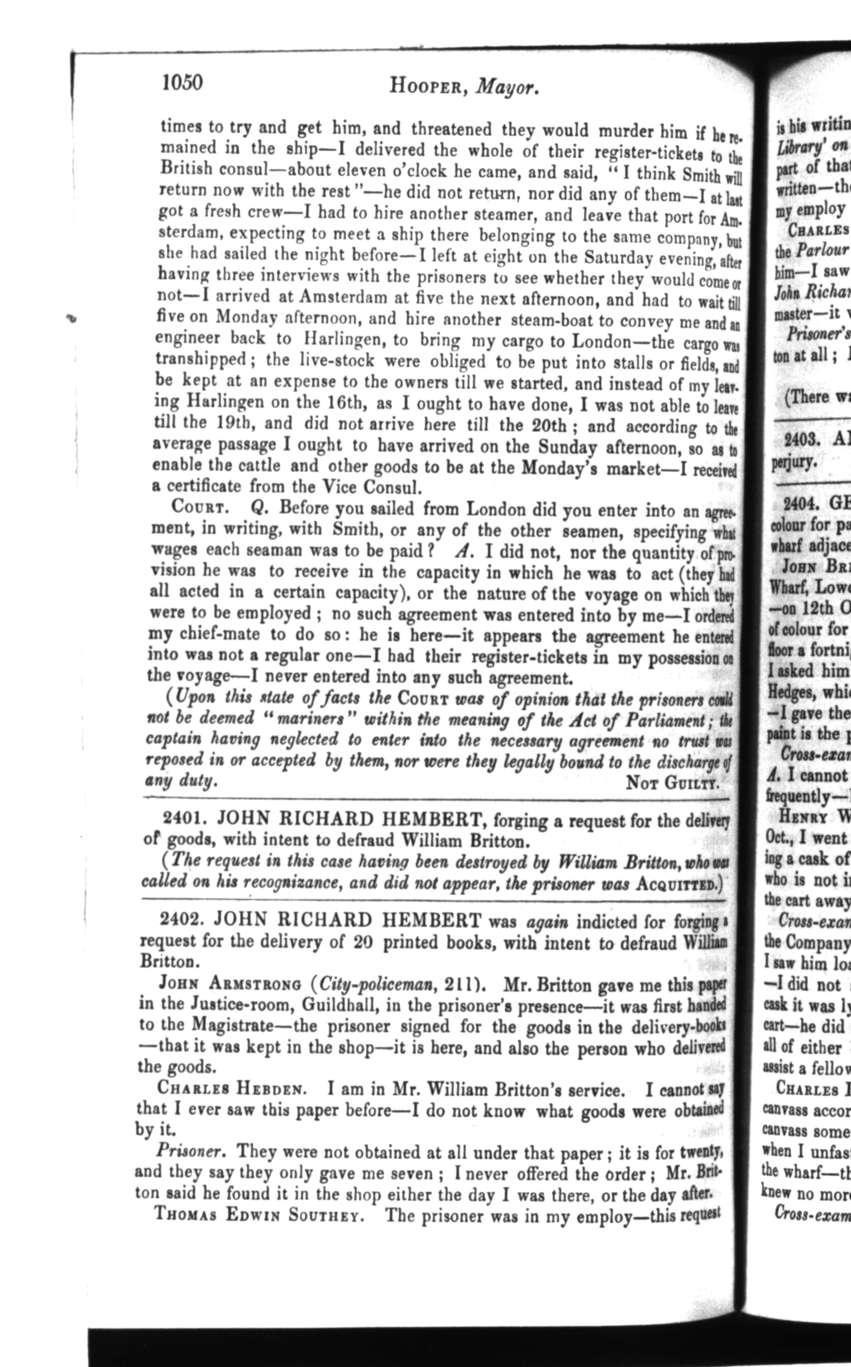 1050
HOOPER, Mayor.
times to try and get him, and threatened they would murder him if he re-
mained in the ship—I delivered the whole of their register-tickets to the
British consul—about eleven o'clock he came, and said, "I think Smith will
return now with the rest"—he did not return, nor did any of them—I at last
got a fresh crew—I had to hire another steamer, and leave that port for Am-
sterdam, expecting to meet a ship there belonging to the same company, but
she had sailed the night before—I left at eight on the Saturday evening, after
having three interviews with the prisoners to see whether they would come or
not—I arrived at Amsterdam at five the next afternoon, and had to wait till
five on Monday afternoon, and hire another steam-boat to convey me and an
engineer back to Harlingen, to bring my cargo to London—the cargo was
transhipped; the live-stock were obliged to be put into stalls or fields, and
be kept at an expense to the owners till we started, and instead of my leav-
ing Harlingen on the 16th, as I ought to have done, I was not able to leave
till the 19th, and did not arrive here till the 20th; and according to the
average passage I ought to have arrived on the Sunday afternoon, so as to
enable the cattle and other goods to be at the Monday's market—I received
a certificate from the Vice Consul.
COURT. Q. Before you sailed from London did you enter into an agree-
ment, in writing, with Smith, or any of the other seamen, specifying what
wages each seaman was to be paid? A. I did not, nor the quantity of pro-
vision he was to receive in the capacity in which he was to act (they had
all acted in a certain capacity), or the nature of the voyage on which they
were to be employed; no such agreement was entered into by me—I ordered
my chief-mate to do so: he is here—it appears the agreement he entered
into was not a regular one—I had their register-tickets in my possession on
the voyage—I never entered into any such agreement.
(Upon this state of facts the COURT was of opinion that the prisoners could
not be deemed "mariners" within the meaning of the Act of Parliament; the
captain having neglected to enter into the necessary agreement no trust was
reposed in or accepted by them, nor were they legally bound to the discharge of
any duty. NOT GUILTY.
2401. JOHN RICHARD HEMBERT, forging a request for the delivery
of goods, with intent to defraud William Britton.
(The request in this case having been destroyed by William Britton, who was
called on his recognizance, and did not appear, the prisoner was ACQUITTED.)
2402. JOHN RICHARD HEMBERT was again indicted for forging a
request for the delivery of 20 printed books, with intent to defraud William
Britton.
JOHN ARMSTRONG (City-policeman, 211). Mr. Britton gave me this paper
in the Justice-room, Guildhall, in the prisoner's presence—it was first handed
to the Magistrate—the prisoner signed for the goods in the delivery-books
—that it was kept in the shop—it is here, and also the person who delivered
the goods.
CHARLES HEBDEN. I am in Mr. William Britton's service. I cannot say
that I ever saw this paper before—I do not know what goods were obtained
by it.
Prisoner. They were not obtained at all under that paper; it is for twenty,
and they say they only gave me seven; I never offered the order; Mr. Brit-
ton said he found it in the shop either the day I was there, or the day after.
THOMAS EDWIN SOUTHEY. The prisoner was in my employ—this request
is his writin
Library' on
part of that
written—th
my employ
CHARLES
the Parlour
him—I saw
John Richar
master—it
Prisoner's
ton at all;
(There wa
2403. Al
perjury.
2404. GE
colour for pa
wharf adjace
JOHN BRI
Wharf, Lowe
—on 12th O
of colour for
floor a fortni
I asked him
Hedges, whi
—I gave the
paint is the
Cross-exar
A. I cannot
frequently—
HENRY W
Oct., I went
ing a cask of
who is not i
the cart away
Cross-exar
the Company
I saw him loa
—I did not
cask it was ly
cart—he did
all of either
assist a fellow
CHARLES
canvass accor
canvass some
when I unfas
the wharf—th
knew no mor
Cross-exam